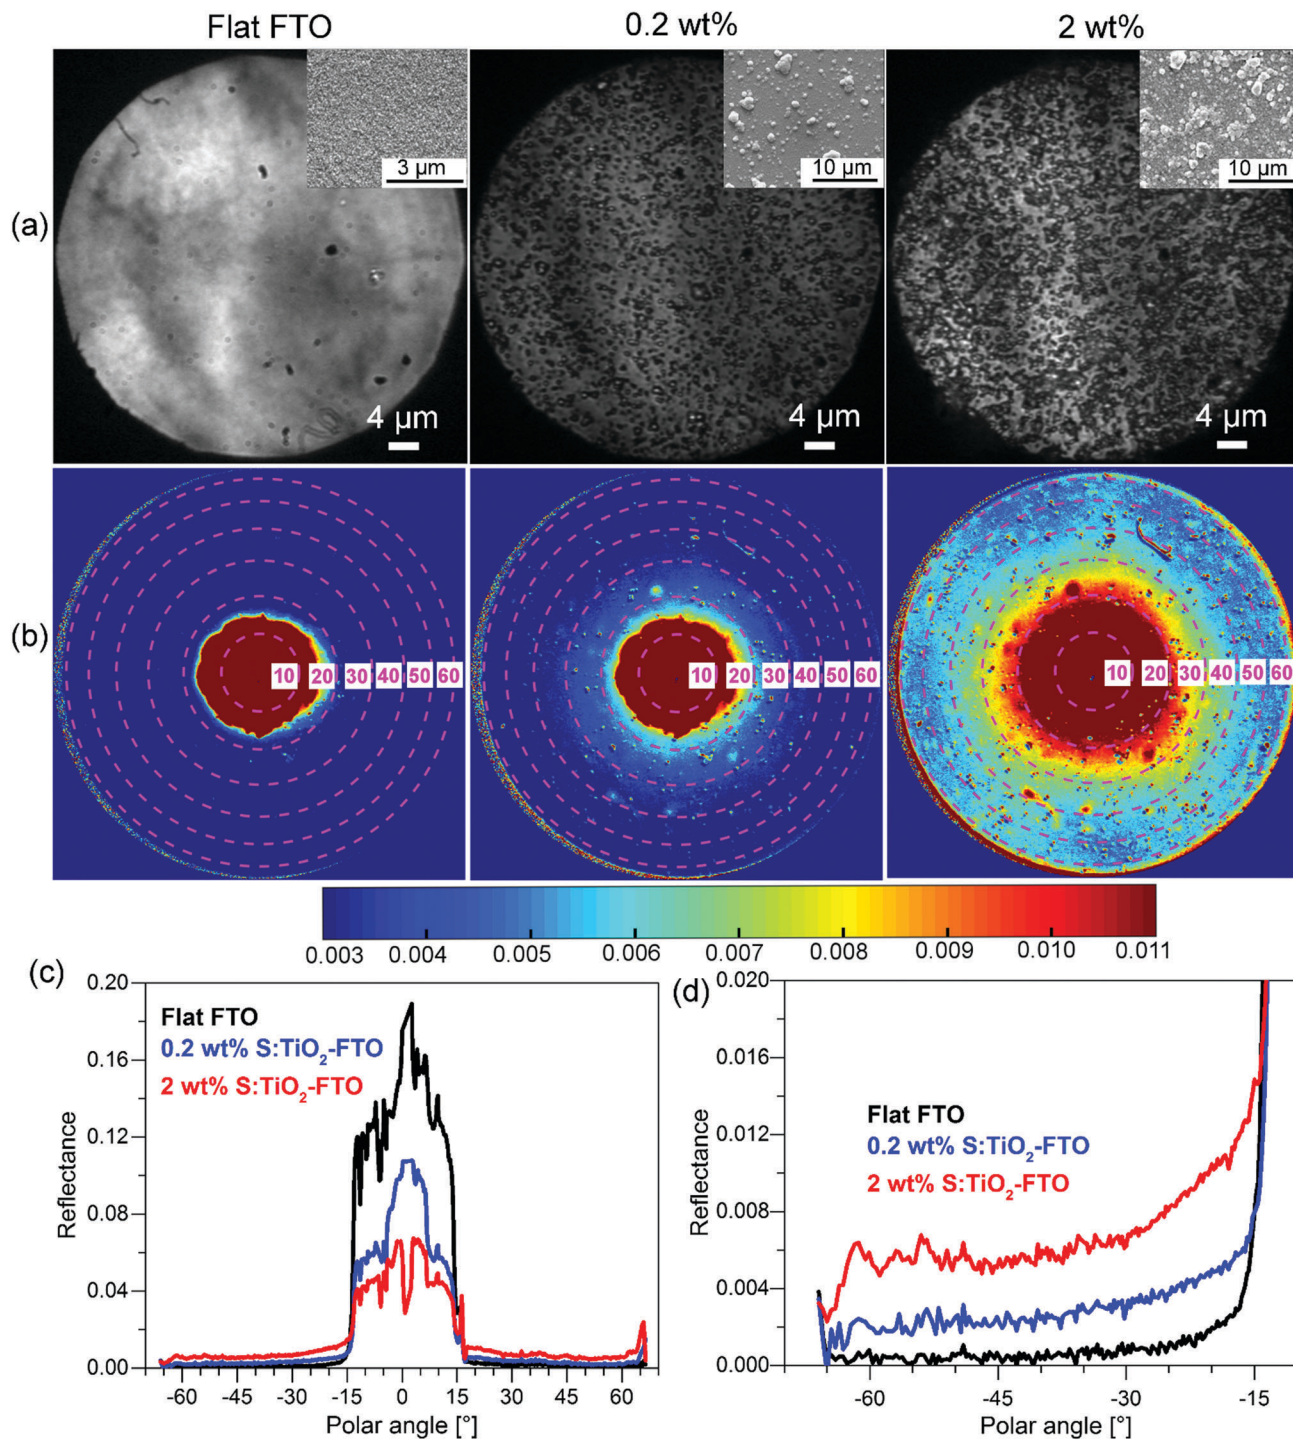 Flat FTO 0.2 wt% 2 wt%
3 µm 10 µm 10 µm
(a)
4 µm 4 µm 4 µm
(b)
10 20 30 40 50 60 10 20 30 40 50 60 10 20 30 40 50 60
0.003 0.004 0.005 0.006 0.007 0.008 0.009 0.010 0.011
(c)
0.20
0.16
0.12
0.08
0.04
0.00
Reflectance
Flat FTO
0.2 wt% S:TiO₂-FTO
2 wt% S:TiO₂-FTO
-60 -45 -30 -15 0 15 30 45 60
Polar angle [°]
(d)
0.020
0.016
0.012
0.008
0.004
0.000
Reflectance
Flat FTO
0.2 wt% S:TiO₂-FTO
2 wt% S:TiO₂-FTO
-60 -45 -30 -15
Polar angle [°]